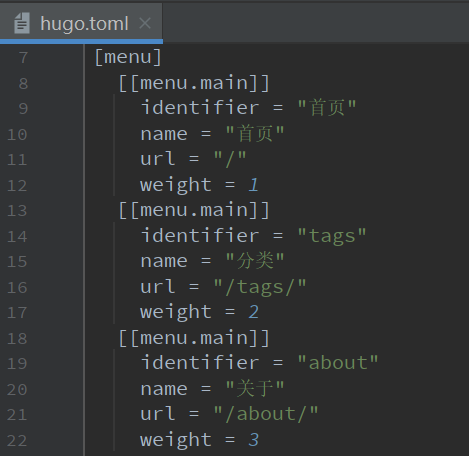 hugo.toml
7 [menu]
8 [[menu.main]]
9 identifier = "首页"
10 name = "首页"
11 url = "/"
12 weight = 1
13 [[menu.main]]
14 identifier = "tags"
15 name = "分类"
16 url = "/tags/"
17 weight = 2
18 [[menu.main]]
19 identifier = "about"
20 name = "关于"
21 url = "/about/"
22 weight = 3